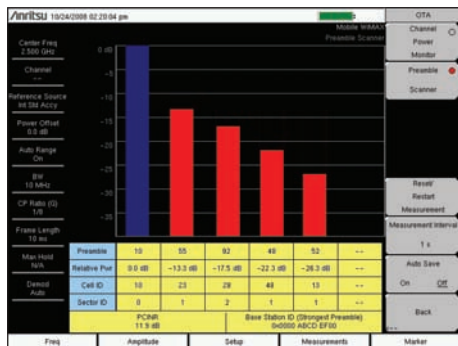 Anritsu 10/24/2008 02:20:04 pm
OTA
Mobile WiMAX
Preamble Scanner
Center Freq
2.500 GHz
Channel
--
Reference Source
Int Std Accy
Power Offset
0.0 dB
Auto Range
On
BW
10 MHz
CP Ratio (G)
1/8
Frame Length
10 ms
Max Hold
N/A
Demod
Auto
0 dB
-5
-10
-15
-20
-25
-30
-35
Preamble 10 55 92 48 52 --
Relative Pwr 0.0 dB -13.3 dB -17.5 dB -22.3 dB -26.3 dB --
Cell ID 10 23 28 48 13 --
Sector ID 0 1 2 1 1 --
PCINR
11.9 dB
Base Station ID (Strongest Preamble)
0x0000 ABCD EF00
Channel
Power
Monitor
Preamble
Scanner
Reset/
Restart
Measurement
Measurement Interval
1 s
Auto Save
On Off
Back
Freq Amplitude Setup Measurements Marker